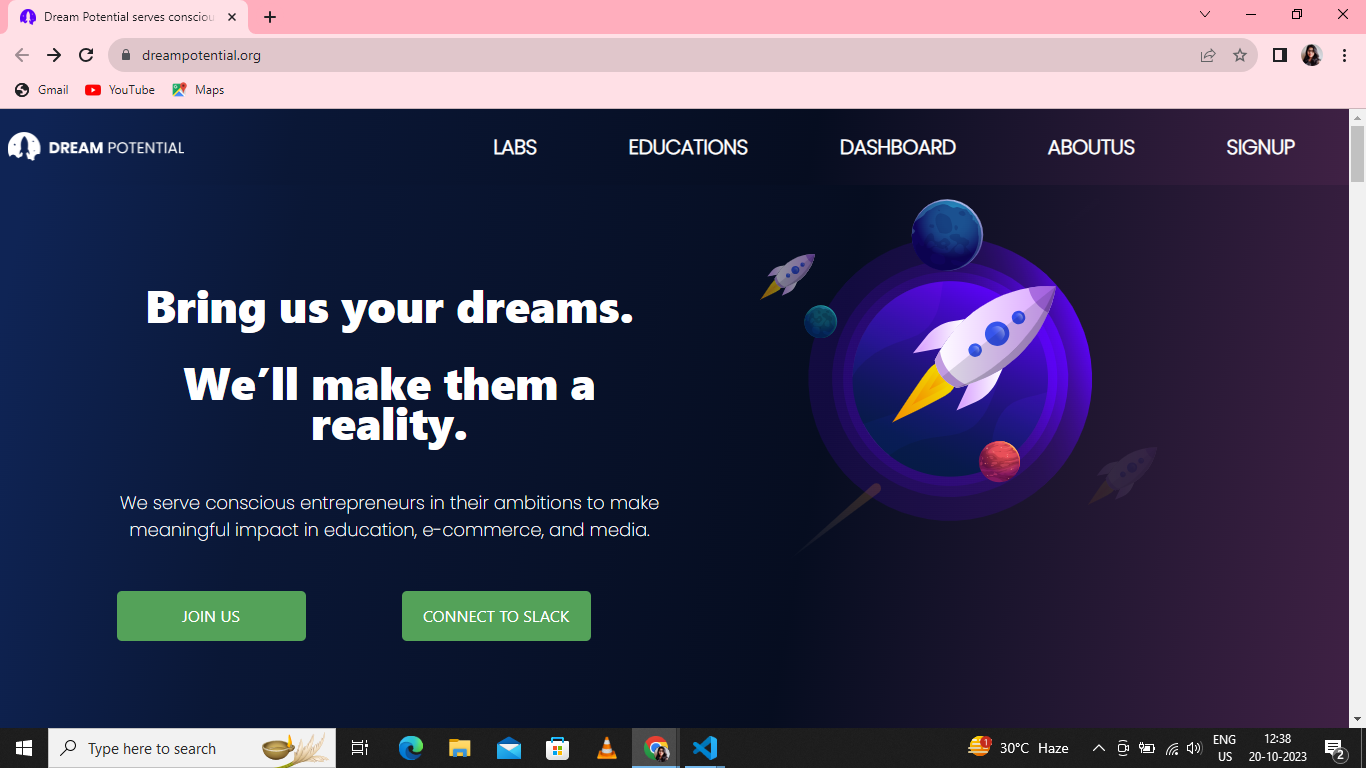 Dream Potential serves consciou
dreampotential.org
Gmail
YouTube
Maps
DREAM POTENTIAL
LABS
EDUCATIONS
DASHBOARD
ABOUTUS
SIGNUP
Bring us your dreams.
We’ll make them a
reality.
We serve conscious entrepreneurs in their ambitions to make
meaningful impact in education, e-commerce, and media.
JOIN US
CONNECT TO SLACK
Type here to search
1
30°C Haze
ENG
US
12:38
20-10-2023
2